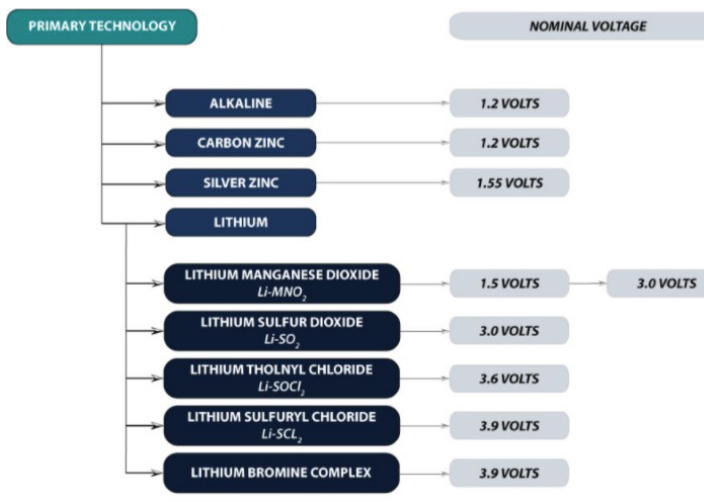 PRIMARY TECHNOLOGY
NOMINAL VOLTAGE
ALKALINE
1.2 VOLTS
CARBON ZINC
1.2 VOLTS
SILVER ZINC
1.55 VOLTS
LITHIUM
LITHIUM MANGANESE DIOXIDE
Li-MNO₂
1.5 VOLTS
3.0 VOLTS
LITHIUM SULFUR DIOXIDE
Li-SO₂
3.0 VOLTS
LITHIUM THOLNYL CHLORIDE
Li-SOCl₂
3.6 VOLTS
LITHIUM SULFURYL CHLORIDE
Li-SCL₂
3.9 VOLTS
LITHIUM BROMINE COMPLEX
3.9 VOLTS